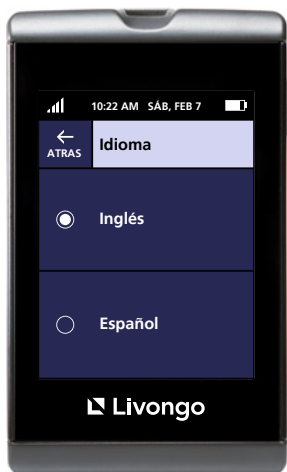 10:22 AM SÁB, FEB 7
ATRAS
Idioma
Inglés
Español
Livongo